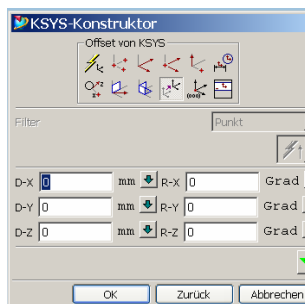 KSYS-Konstruktor
Offset von KSYS
Filter Punkt
D-X 0 mm R-X 0 Grad
D-Y 0 mm R-Y 0 Grad
D-Z 0 mm R-Z 0 Grad
OK Zurück Abbrechen